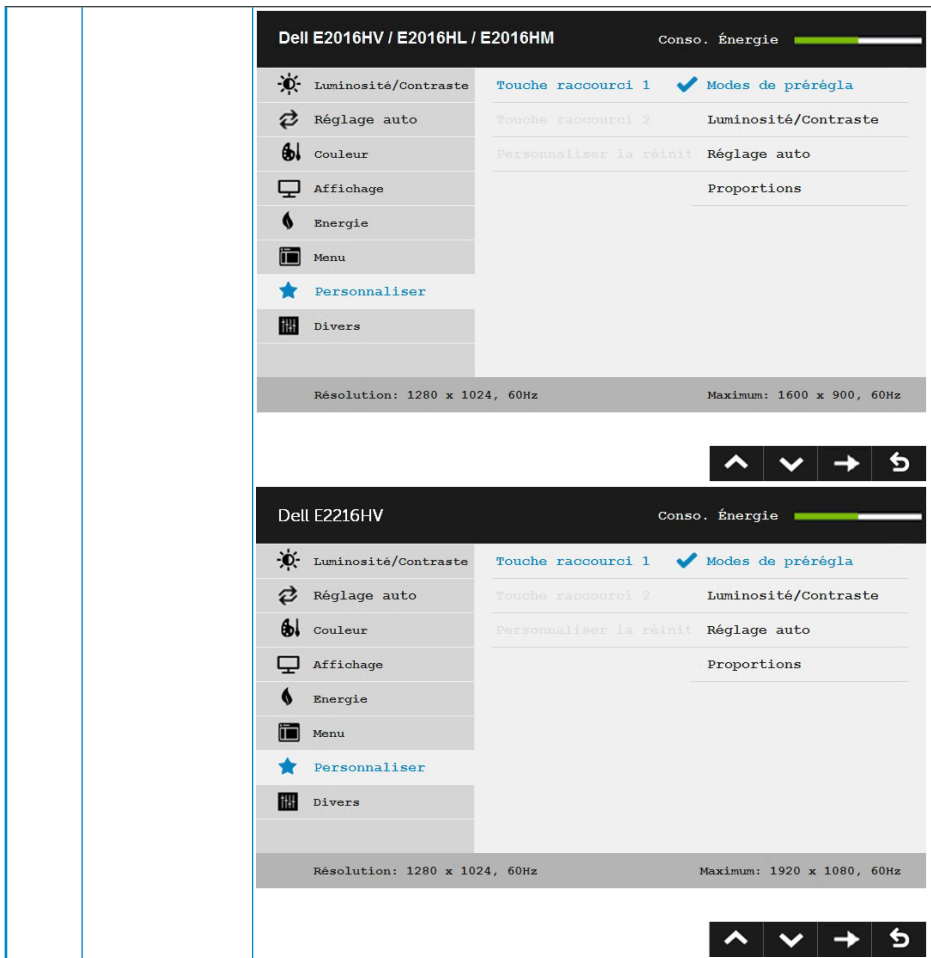 Dell E2016HV / E2016HL / E2016HM Conso. Énergie
Luminosité/Contraste Touche raccourci 1 Modes de prérégla
Réglage auto Touche raccourci 2 Luminosité/Contraste
Couleur Personnaliser la réinit Réglage auto
Affichage Proportions
Energie
Menu
Personnaliser
Divers
Résolution: 1280 x 1024, 60Hz Maximum: 1600 x 900, 60Hz
Dell E2216HV Conso. Énergie
Luminosité/Contraste Touche raccourci 1 Modes de prérégla
Réglage auto Touche raccourci 2 Luminosité/Contraste
Couleur Personnaliser la réinit Réglage auto
Affichage Proportions
Energie
Menu
Personnaliser
Divers
Résolution: 1280 x 1024, 60Hz Maximum: 1920 x 1080, 60Hz